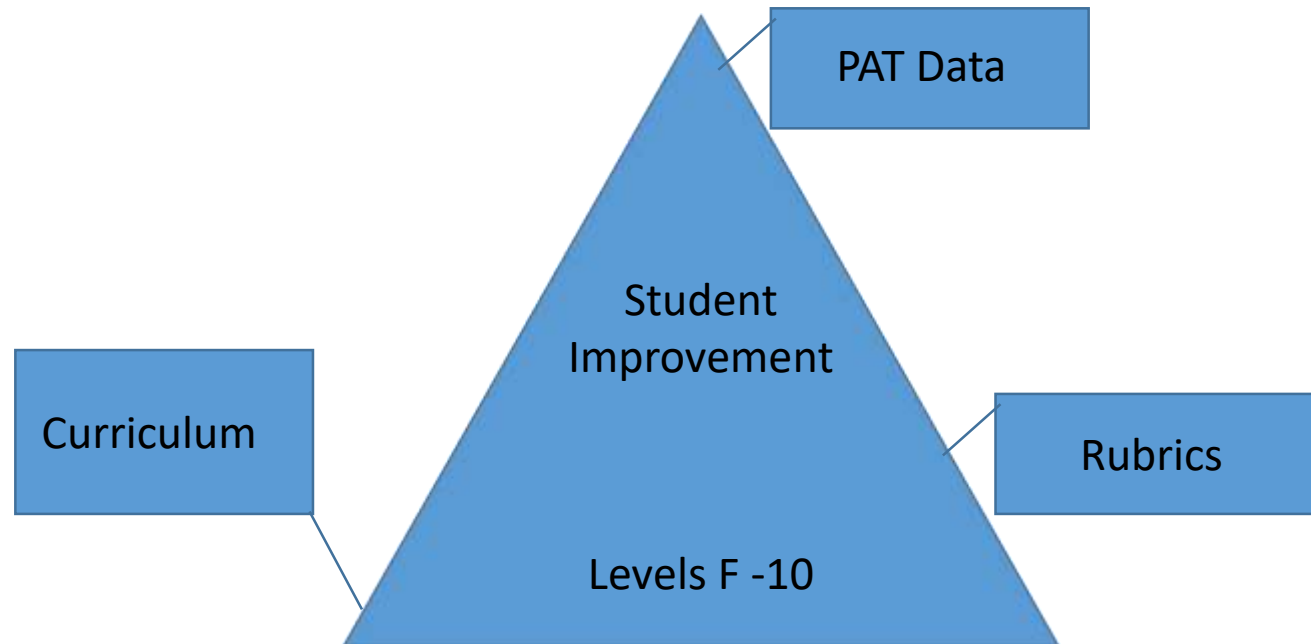 PAT Data
Student
Improvement
Curriculum
Rubrics
Levels F -10